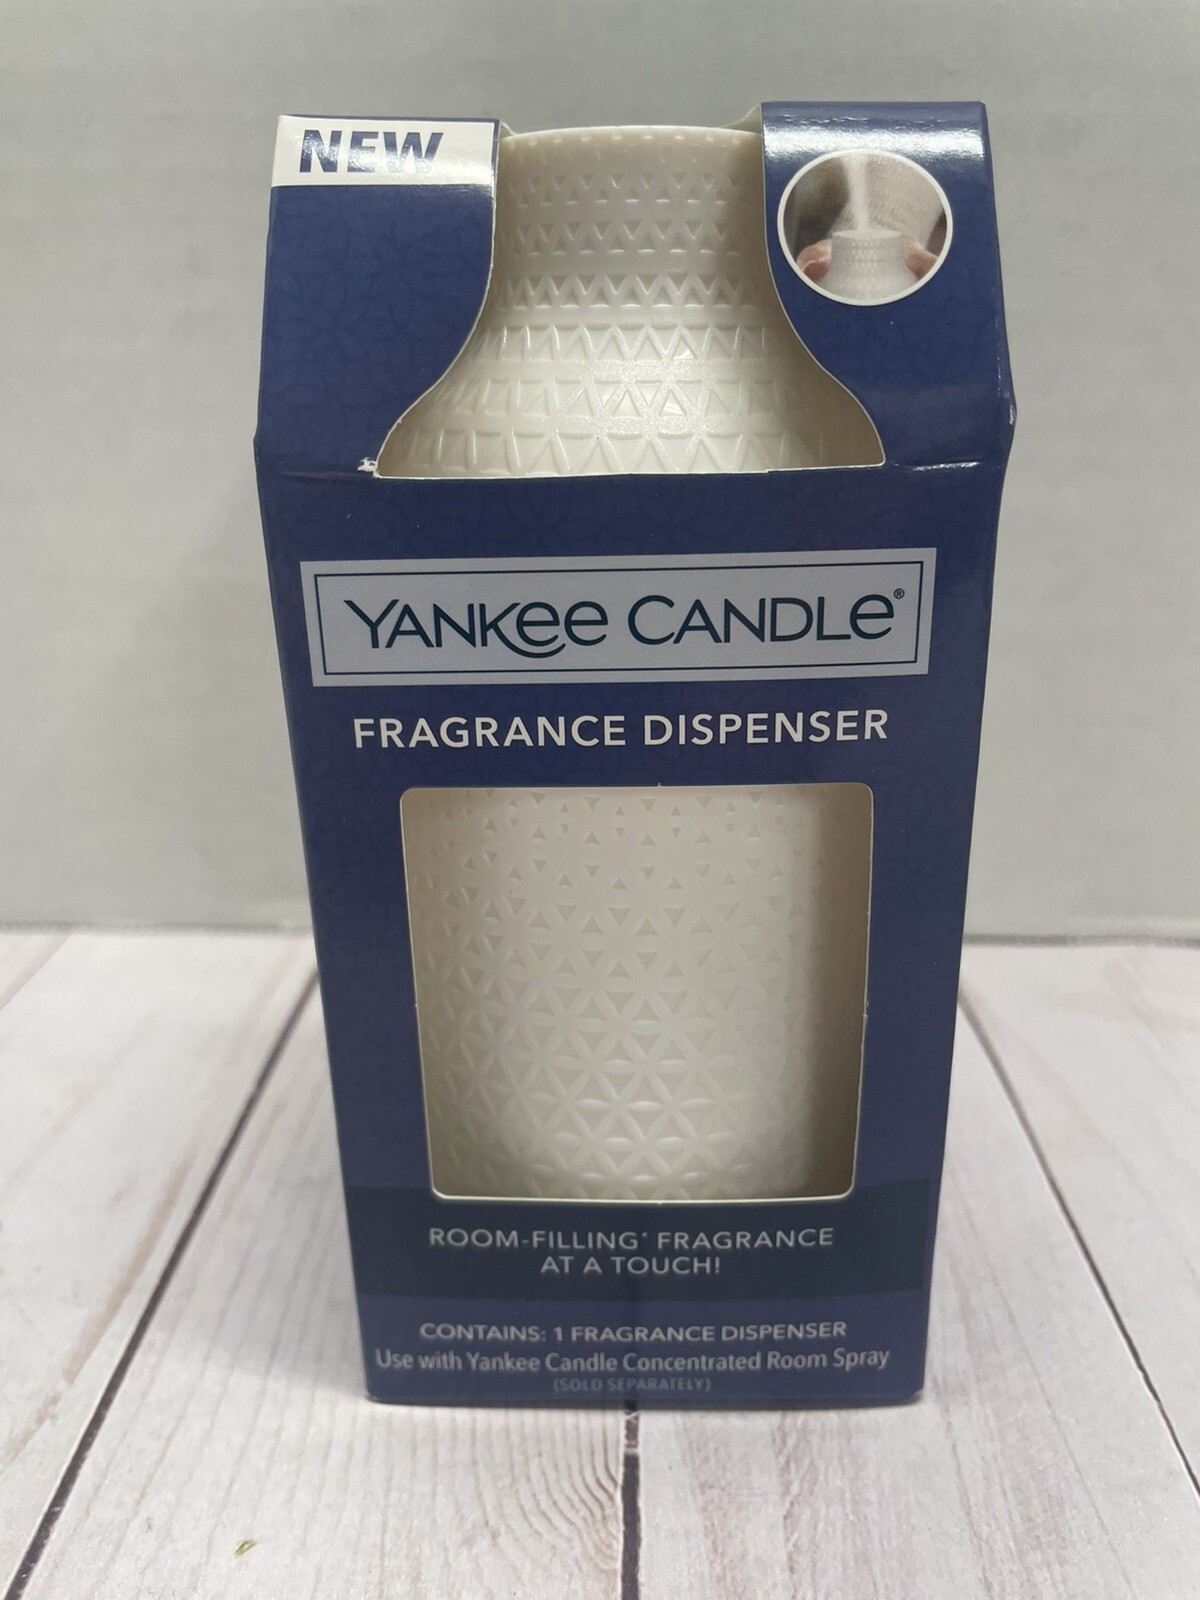 NEW
YANKee CANDLe®
FRAGRANCE DISPENSER
ROOM-FILLING* FRAGRANCE
AT A TOUCH!
CONTAINS: 1 FRAGRANCE DISPENSER
Use with Yankee Candle Concentrated Room Spray
(SOLD SEPARATELY)